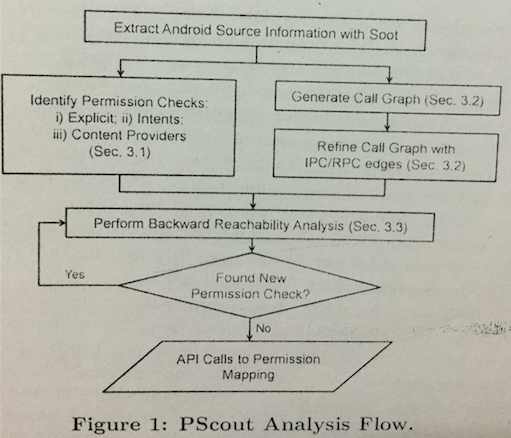 Extract Android Source Information with Soot
Identify Permission Checks:
i) Explicit; ii) Intents:
iii) Content Providers
(Sec. 3.1)
Generate Call Graph (Sec. 3.2)
Refine Call Graph with
IPC/RPC edges (Sec. 3.2)
Perform Backward Reachability Analysis (Sec. 3.3)
Yes
Found New
Permission Check?
No
API Calls to Permission
Mapping
Figure 1: PScout Analysis Flow.